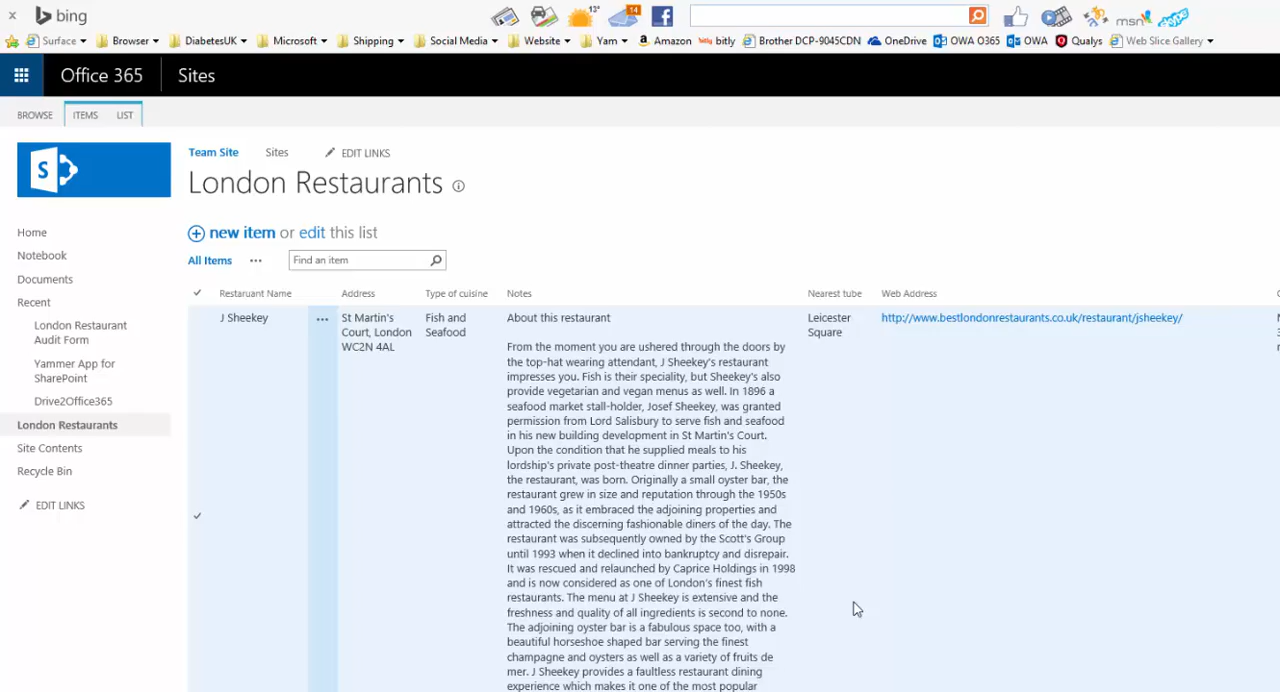 × bing 13° 14 f msn skype
Surface Browser DiabetesUK Microsoft Shipping Social Media Website Yam Amazon bitly Brother DCP-9045CDN OneDrive OWA O365 OWA Qualys Web Slice Gallery
Office 365 Sites
BROWSE ITEMS LIST
S
Team Site Sites EDIT LINKS
London Restaurants
new item or edit this list
All Items ... Find an item
Home
Notebook
Documents
Recent
London Restaurant
Audit Form
Yammer App for
SharePoint
Drive2Office365
London Restaurants
Site Contents
Recycle Bin
EDIT LINKS
Restaruant Name Address Type of cuisine Notes Nearest tube Web Address
J Sheekey
...
St Martin's
Court, London
WC2N 4AL
Fish and
Seafood
About this restaurant
From the moment you are ushered through the doors by
the top-hat wearing attendant, J Sheekey's restaurant
impresses you. Fish is their speciality, but Sheekey's also
provide vegetarian and vegan menus as well. In 1896 a
seafood market stall-holder, Josef Sheekey, was granted
permission from Lord Salisbury to serve fish and seafood
in his new building development in St Martin's Court.
Upon the condition that he supplied meals to his
lordship's private post-theatre dinner parties, J. Sheekey,
the restaurant, was born. Originally a small oyster bar, the
restaurant grew in size and reputation through the 1950s
and 1960s, as it embraced the adjoining properties and
attracted the discerning fashionable diners of the day. The
restaurant was subsequently owned by the Scott's Group
until 1993 when it declined into bankruptcy and disrepair.
It was rescued and relaunched by Caprice Holdings in 1998
and is now considered as one of London's finest fish
restaurants. The menu at J Sheekey is extensive and the
freshness and quality of all ingredients is second to none.
The adjoining oyster bar is a fabulous space too, with a
beautiful horseshoe shaped bar serving the finest
champagne and oysters as well as a variety of fruits de
mer. J Sheekey provides a faultless restaurant dining
experience which makes it one of the most popular
Leicester
Square
http://www.bestlondonrestaurants.co.uk/restaurant/jsheekey/